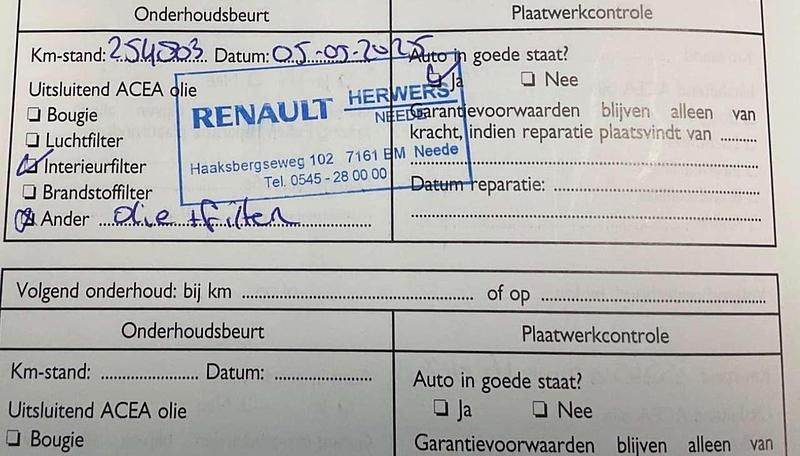 Onderhoudsbeurt
Km-stand: 254503 Datum: 05-05-2025
Uitsluitend ACEA olie
Bougie
Luchtfilter
Interieurfilter
Brandstoffilter
Ander olie + filter
RENAULT HERWERS
NEEDE
Haaksbergseweg 102 7161 BM Neede
Tel. 0545 - 28 00 00
Plaatwerkcontrole
Auto in goede staat?
Ja Nee
Garantievoorwaarden blijven alleen van
kracht, indien reparatie plaatsvindt van ........
Datum reparatie: ........
Volgend onderhoud: bij km ........ of op ........
Onderhoudsbeurt
Km-stand: ........ Datum: ........
Uitsluitend ACEA olie
Bougie
Plaatwerkcontrole
Auto in goede staat?
Ja Nee
Garantievoorwaarden blijven alleen van